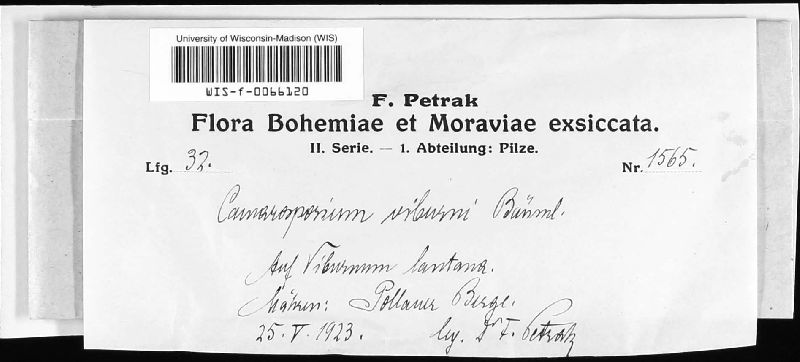 University of Wisconsin-Madison (WIS)
WIS-f-0066120
F. Petrak
Flora Bohemiae et Moraviae exsiccata.
II. Serie. — 1. Abteilung: Pilze.
Lfg. 32. Nr. 1565.
Camarosporium viburni Bäuml.
Auf Viburnum lantana.
Mähren: Pollauer Berge.
25. V. 1923. leg. Dr F. Petrak